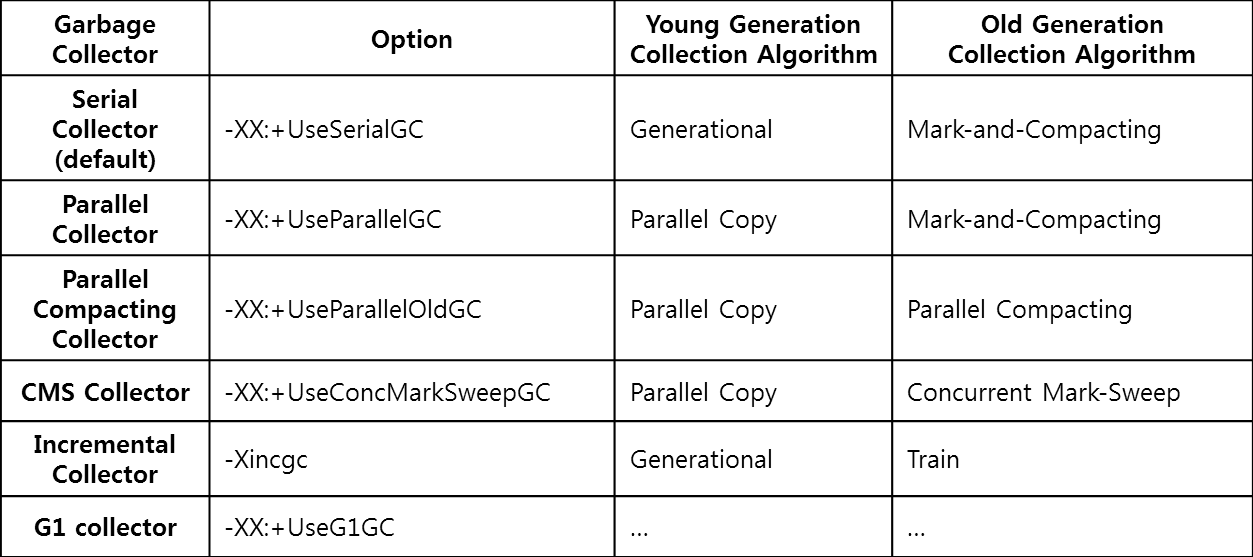 Garbage
Collector
Option
Young Generation
Collection Algorithm
Old Generation
Collection Algorithm
Serial
Collector
(default)
-XX:+UseSerialGC
Generational
Mark-and-Compacting
Parallel
Collector
-XX:+UseParallelGC
Parallel Copy
Mark-and-Compacting
Parallel
Compacting
Collector
-XX:+UseParallelOldGC
Parallel Copy
Parallel Compacting
CMS Collector
-XX:+UseConcMarkSweepGC
Parallel Copy
Concurrent Mark-Sweep
Incremental
Collector
-Xincgc
Generational
Train
G1 collector
-XX:+UseG1GC
...
...